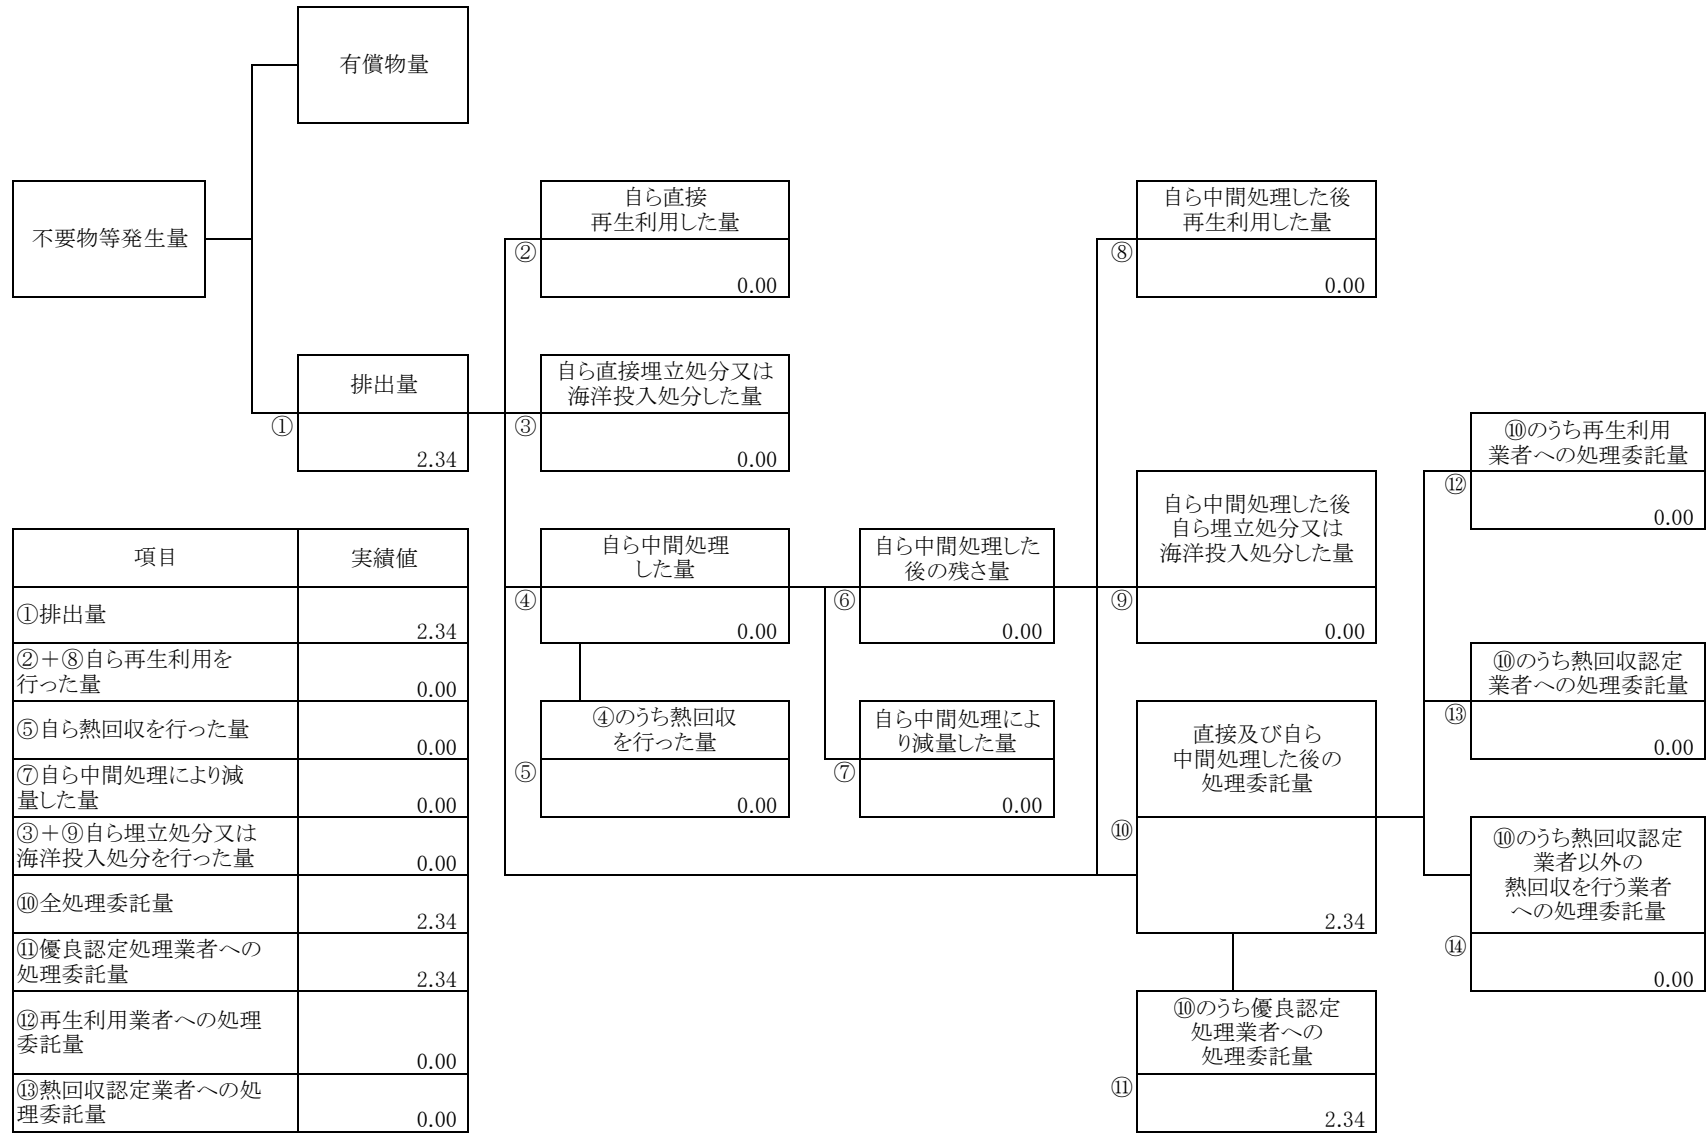 有償物量
不要物等発生量
排出量
①
2.34
自ら直接
再生利用した量
②
0.00
自ら直接埋立処分又は
海洋投入処分した量
③
0.00
自ら中間処理
した量
④
0.00
④のうち熱回収
を行った量
⑤
0.00
自ら中間処理した
後の残さ量
⑥
0.00
自ら中間処理によ
り減量した量
⑦
0.00
自ら中間処理した後
再生利用した量
⑧
0.00
自ら中間処理した後
自ら埋立処分又は
海洋投入処分した量
⑨
0.00
直接及び自ら
中間処理した後の
処理委託量
⑩
2.34
⑩のうち優良認定
処理業者への
処理委託量
⑪
2.34
⑩のうち再生利用
業者への処理委託量
⑫
0.00
⑩のうち熱回収認定
業者への処理委託量
⑬
0.00
⑩のうち熱回収認定
業者以外の
熱回収を行う業者
への処理委託量
⑭
0.00
項目 実績値
①排出量
2.34
②＋⑧自ら再生利用を
行った量
0.00
⑤自ら熱回収を行った量
0.00
⑦自ら中間処理により減
量した量
0.00
③＋⑨自ら埋立処分又は
海洋投入処分を行った量
0.00
⑩全処理委託量
2.34
⑪優良認定処理業者への
処理委託量
2.34
⑫再生利用業者への処理
委託量
0.00
⑬熱回収認定業者への処
理委託量
0.00